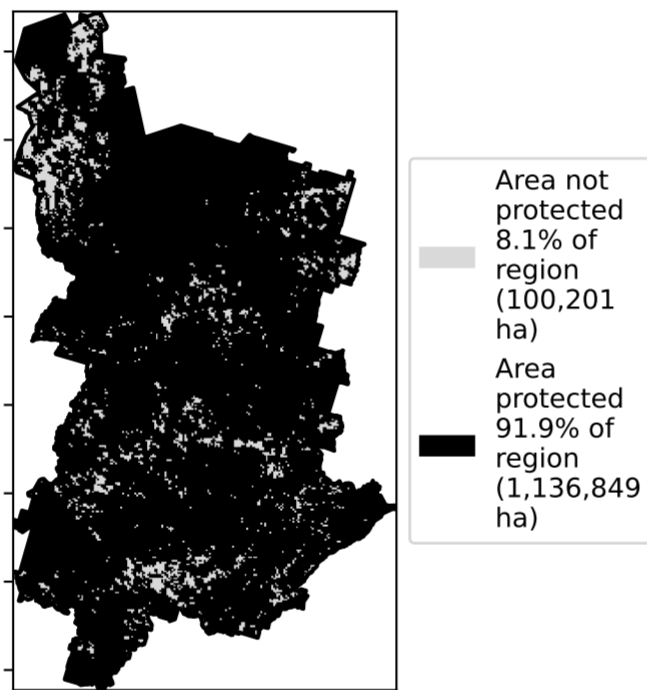 Area not
protected
8.1% of
region
(100,201
ha)
Area
protected
91.9% of
region
(1,136,849
ha)